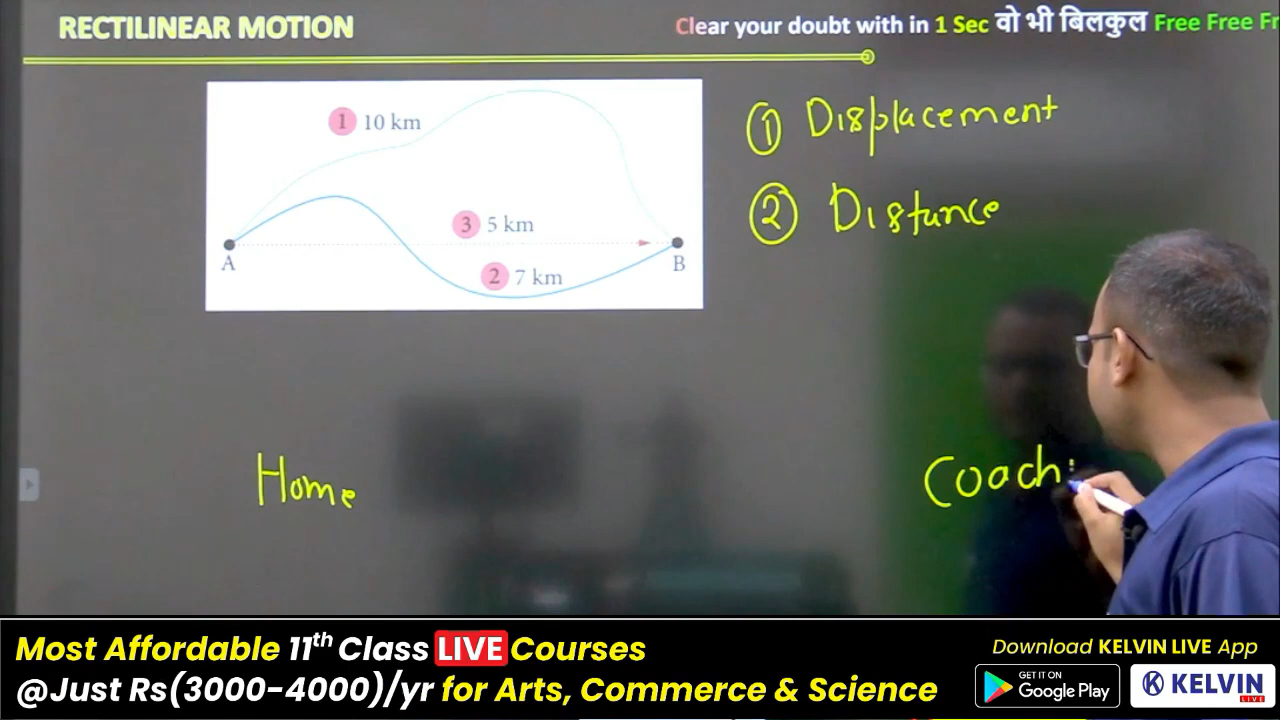 RECTILINEAR MOTION
Clear your doubt with in 1 Sec वो भी बिलकुल Free Free Fr
1 10 km
3 5 km
A
B
2 7 km
① Displacement
② Distance
Home
Coachi
Most Affordable 11th Class LIVE Courses
@Just Rs(3000-4000)/yr for Arts, Commerce & Science
Download KELVIN LIVE App
GET IT ON
Google Play
KELVIN
LIVE